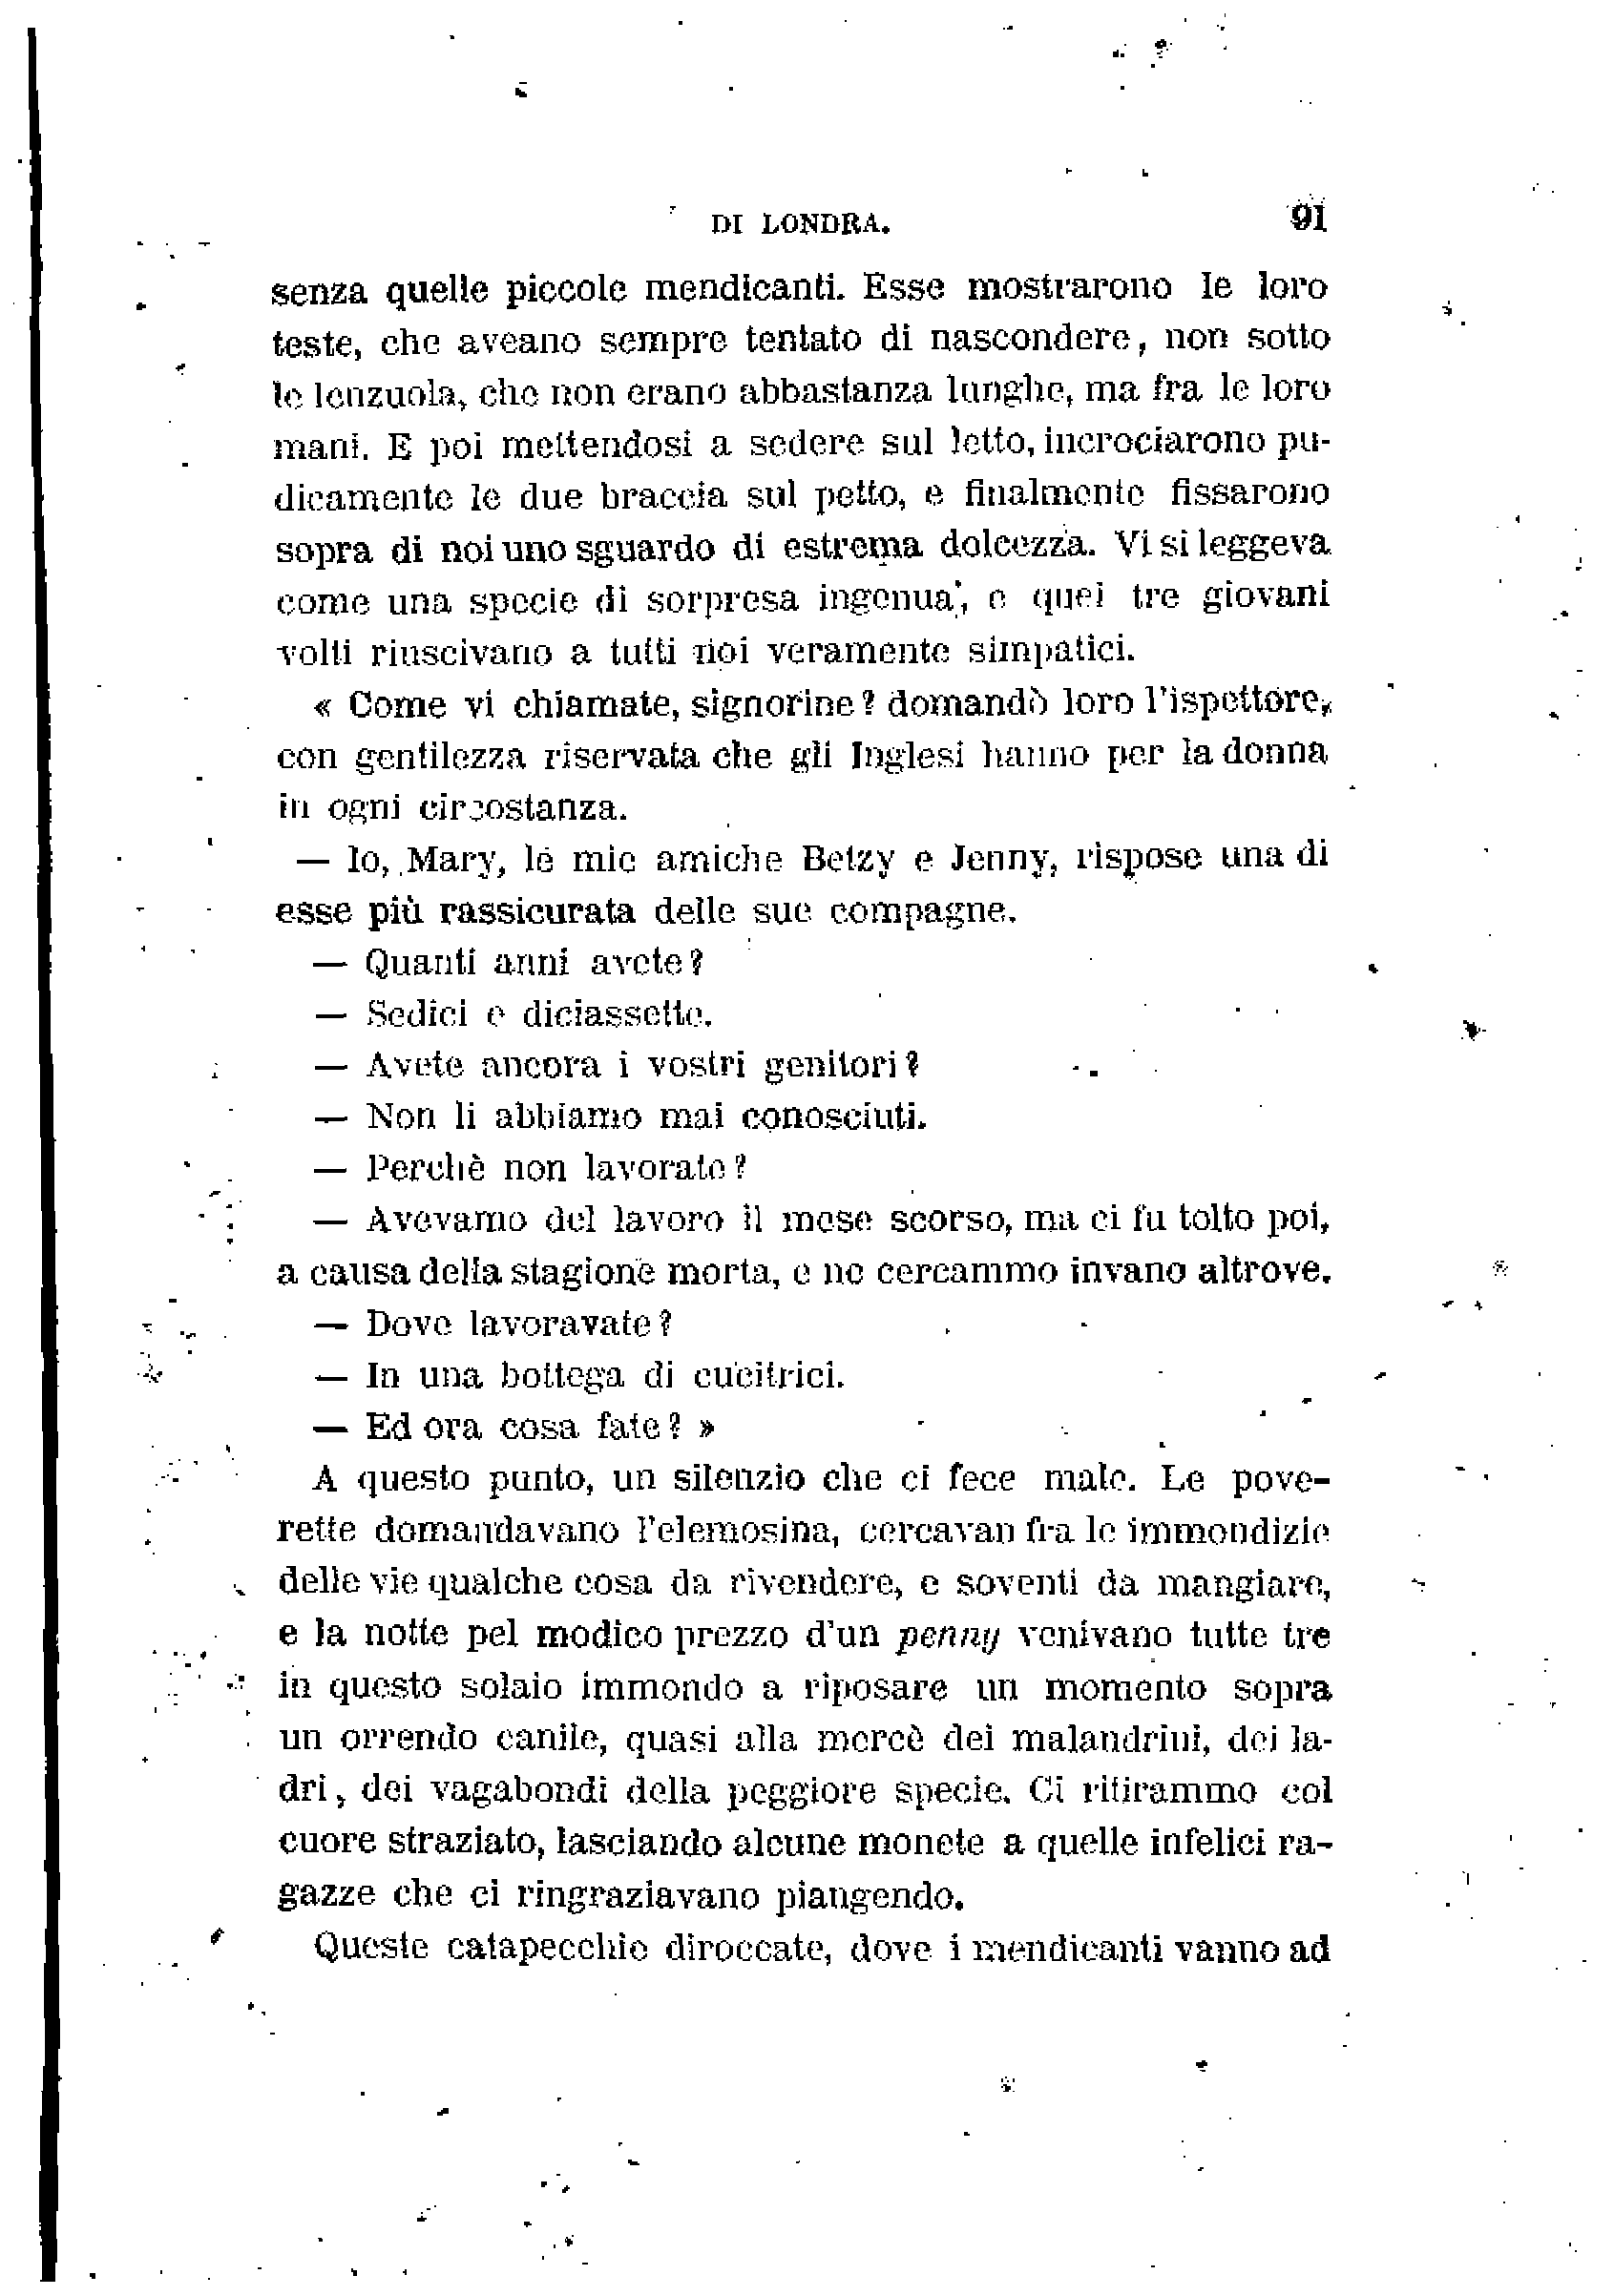 DI LONDRA. 91
senza quelle piccole mendicanti. Esse mostrarono le loro
teste, che aveano sempre tentato di nascondere, non sotto
le lenzuola, che non erano abbastanza lunghe, ma fra le loro
mani. E poi mettendosi a sedere sul letto, incrociarono pu-
dicamente le due braccia sul petto, e finalmente fissarono
sopra di noi uno sguardo di estrema dolcezza. Vi si leggeva
come una specie di sorpresa ingenua, e quei tre giovani
volti riuscivano a tutti noi veramente simpatici.
« Come vi chiamate, signorine? domandò loro l'ispettore,
con gentilezza riservata che gli Inglesi hanno per la donna
in ogni circostanza.
— Io, Mary, le mie amiche Betzy e Jenny, rispose una di
esse più rassicurata delle sue compagne.
— Quanti anni avete?
— Sedici e diciassette.
— Avete ancora i vostri genitori?
— Non li abbiamo mai conosciuti.
— Perchè non lavorate?
— Avevamo del lavoro il mese scorso, ma ci fu tolto poi,
a causa della stagione morta, e ne cercammo invano altrove.
— Dove lavoravate?
— In una bottega di cucitrici.
— Ed ora cosa fate? »
A questo punto, un silenzio che ci fece male. Le pove-
rette domandavano l'elemosina, cercavan fra le immondizie
delle vie qualche cosa da rivendere, e soventi da mangiare,
e la notte pel modico prezzo d'un penny venivano tutte tre
in questo solaio immondo a riposare un momento sopra
un orrendo canile, quasi alla mercè dei malandrini, dei la-
dri, dei vagabondi della peggiore specie. Ci ritirammo col
cuore straziato, lasciando alcune monete a quelle infelici ra-
gazze che ci ringraziavano piangendo.
Queste catapecchie diroccate, dove i mendicanti vanno ad